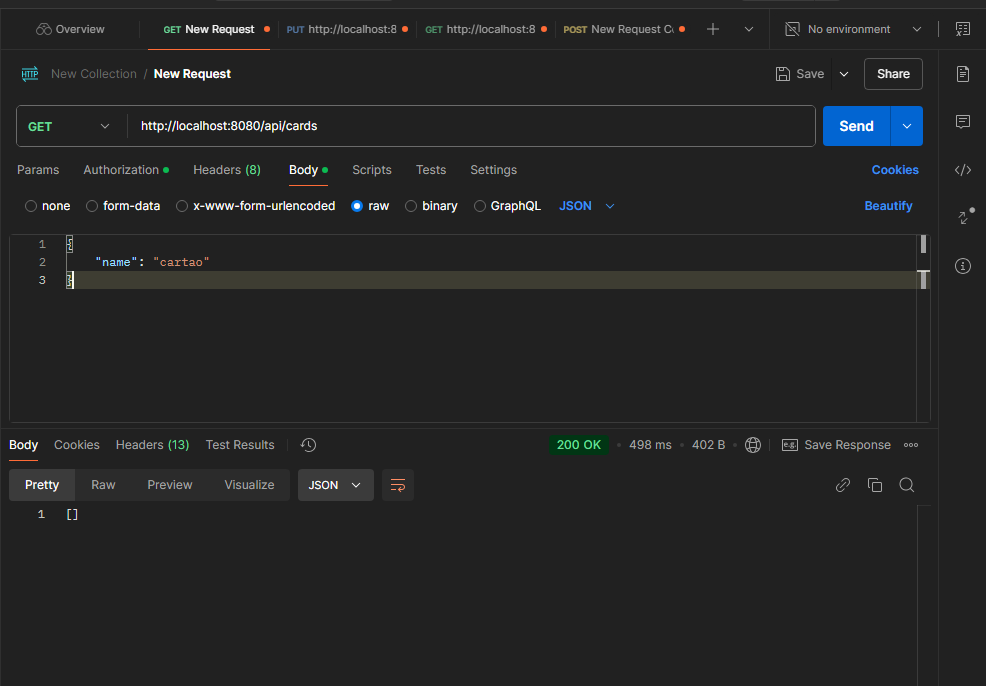 Overview GET New Request PUT http://localhost:8 GET http://localhost:8 POST New Request Co No environment
HTTP New Collection / New Request Save Share
GET http://localhost:8080/api/cards Send
Params Authorization Headers (8) Body Scripts Tests Settings Cookies
none form-data x-www-form-urlencoded raw binary GraphQL JSON Beautify
1 {
2 "name": "cartao"
3 }
Body Cookies Headers (13) Test Results 200 OK • 498 ms • 402 B • e.g. Save Response
Pretty Raw Preview Visualize JSON
1 []